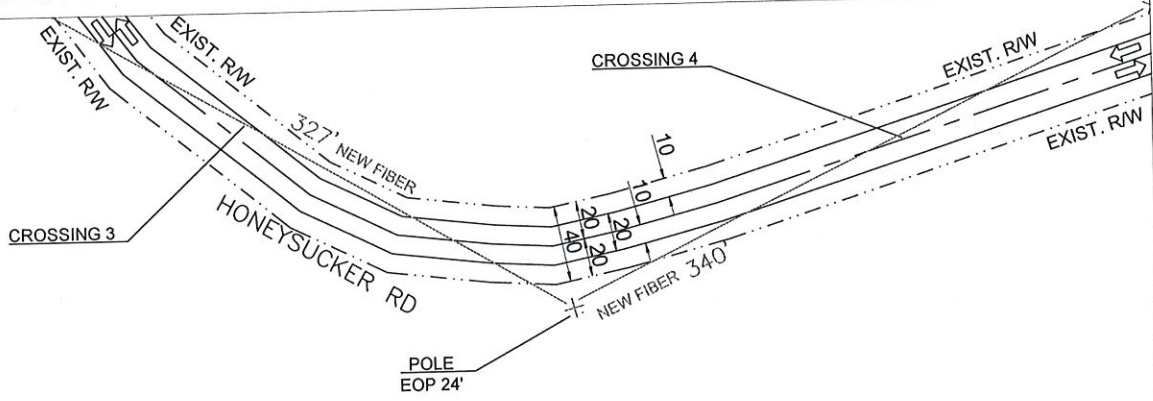 EXIST. R/W
EXIST. R/W
CROSSING 4
EXIST. R/W
EXIST. R/W
327' NEW FIBER
10
10
20
20
40
20
HONEYSUCKER RD
CROSSING 3
NEW FIBER 340'
POLE
EOP 24'